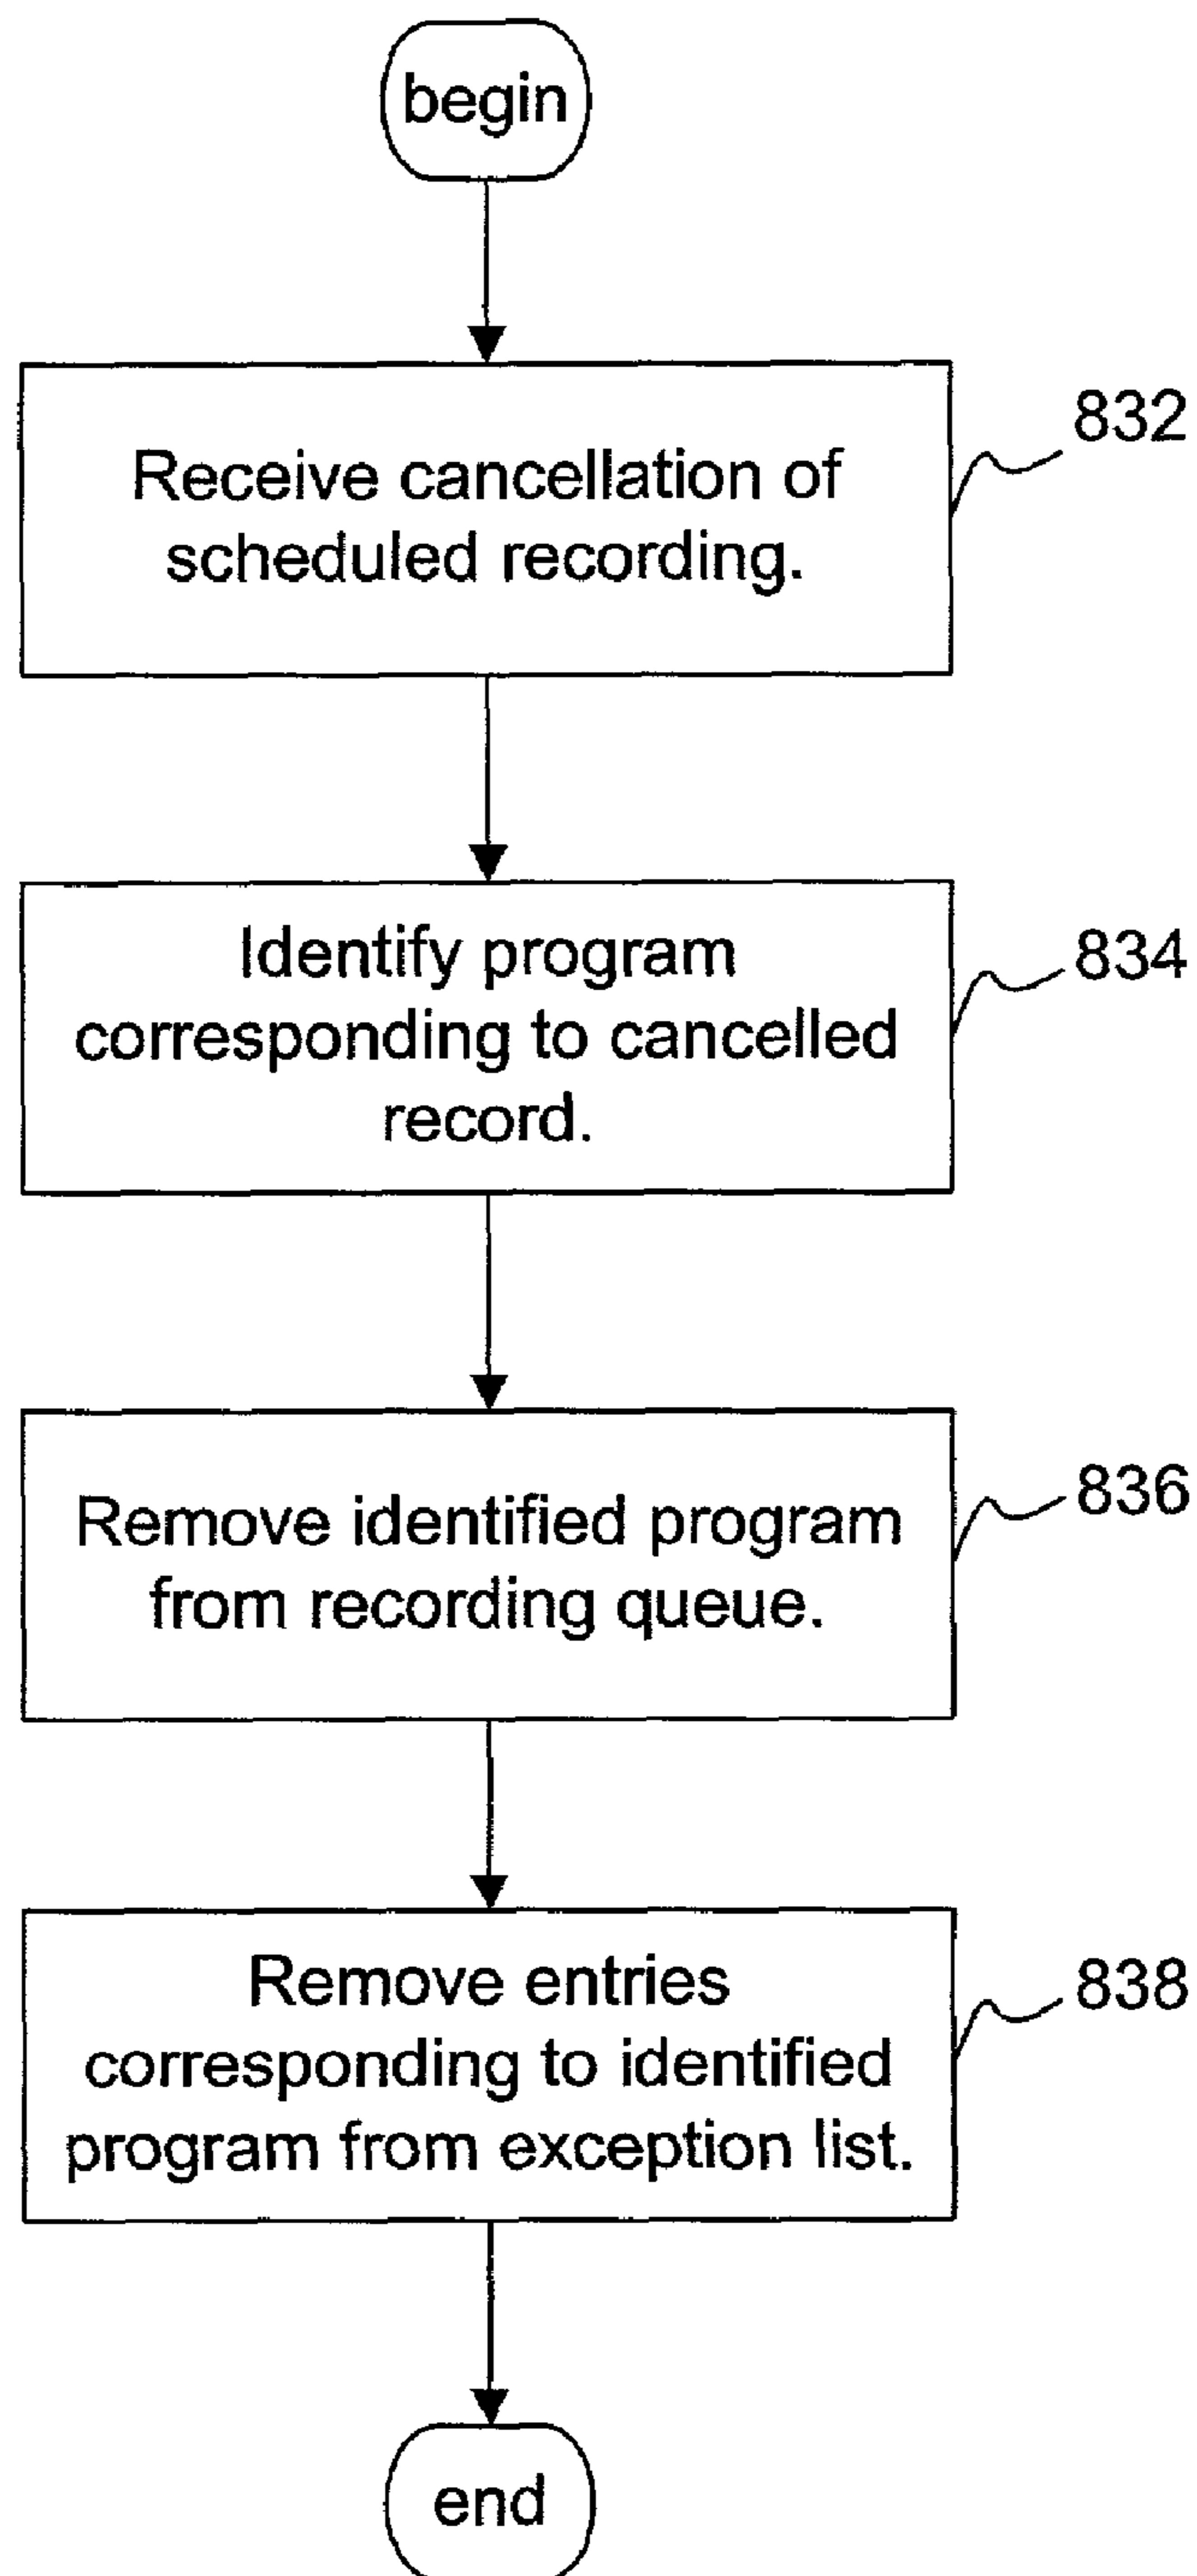 begin
Receive cancellation of
scheduled recording.
832
Identify program
corresponding to cancelled
record.
834
Remove identified program
from recording queue.
836
Remove entries
corresponding to identified
program from exception list.
838
end